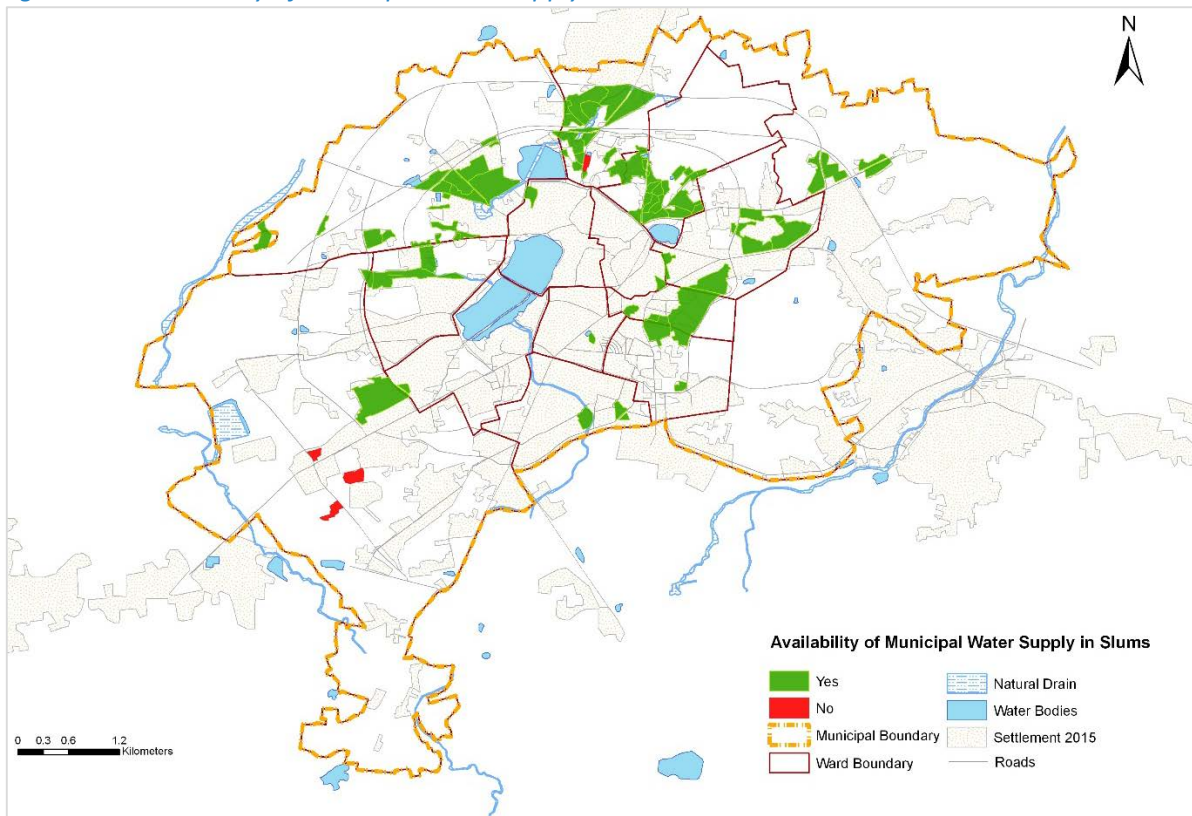 N
Availability of Municipal Water Supply in Slums
Yes
No
Municipal Boundary
Ward Boundary
Natural Drain
Water Bodies
Settlement 2015
Roads
0 0.3 0.6 1.2
Kilometers